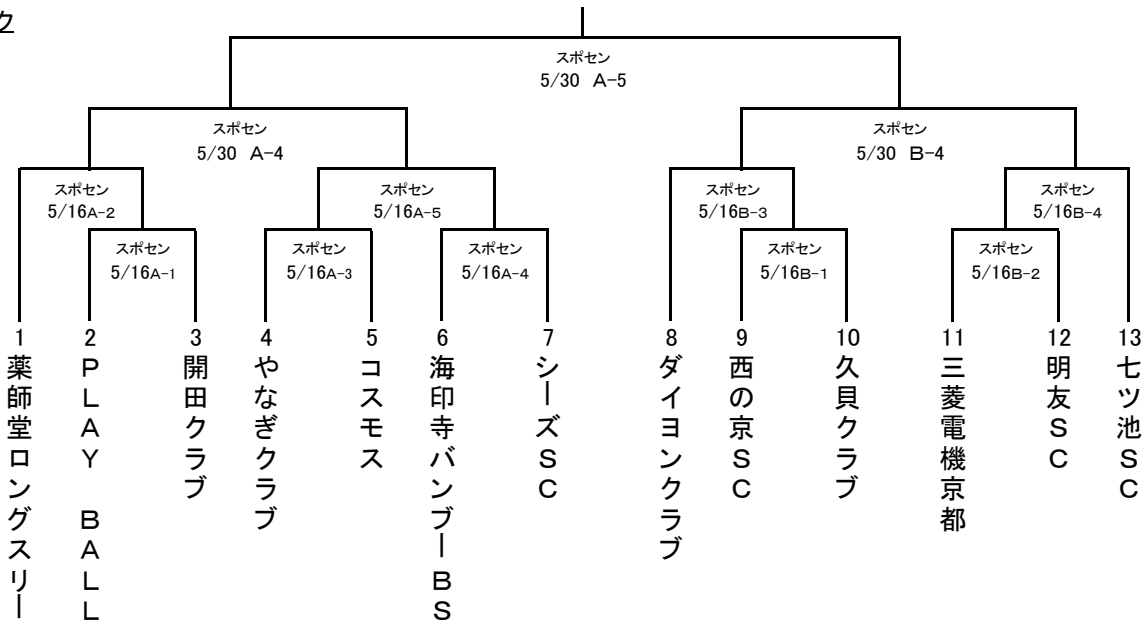 ク
スポセン
5/30 A-5
スポセン
5/30 A-4
スポセン
5/30 B-4
スポセン
5/16A-2
スポセン
5/16A-5
スポセン
5/16B-3
スポセン
5/16B-4
スポセン
5/16A-1
スポセン
5/16A-3
スポセン
5/16A-4
スポセン
5/16B-1
スポセン
5/16B-2
1
薬師堂ロングスリー
2
PLAY BALL
3
開田クラブ
4
やなぎクラブ
5
コスモス
6
海印寺バンブーBS
7
シーズSC
8
ダイヨンクラブ
9
西の京SC
10
久貝クラブ
11
三菱電機京都
12
明友SC
13
七ツ池SC